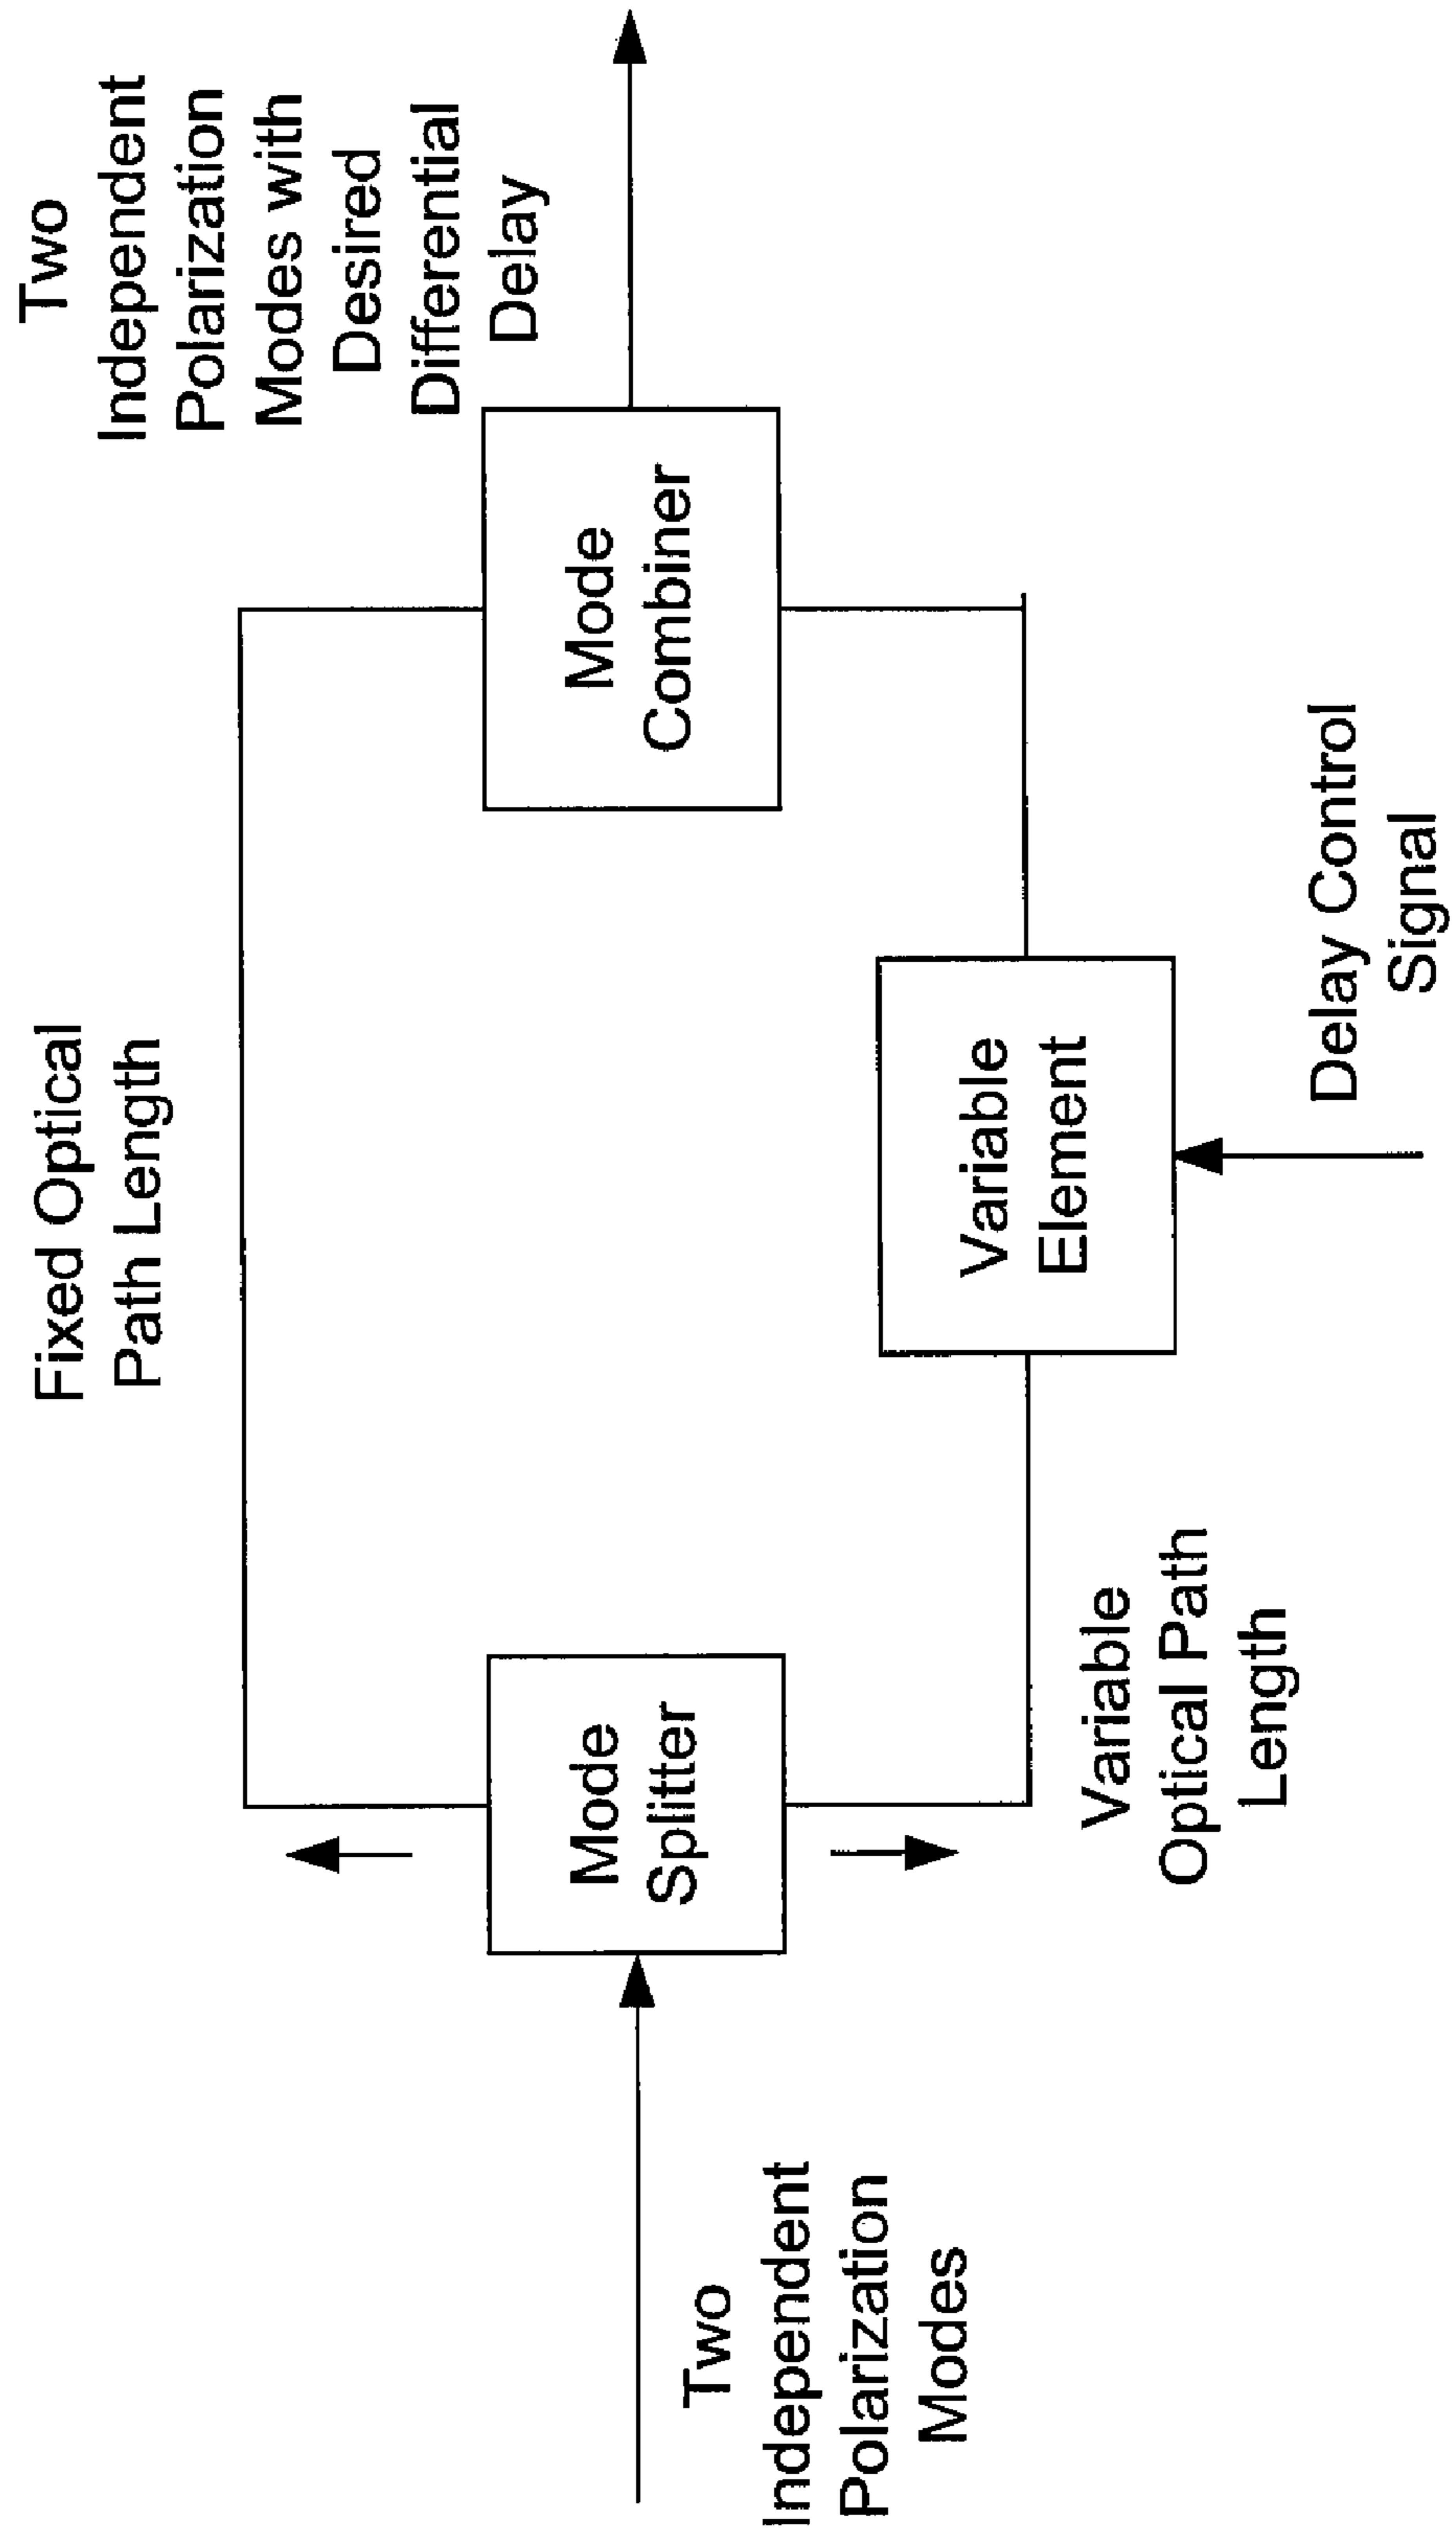 Two
Independent
Polarization
Modes
Mode
Splitter
Fixed Optical
Path Length
Variable
Optical Path
Length
Variable
Element
Delay Control
Signal
Mode
Combiner
Two
Independent
Polarization
Modes with
Desired
Differential
Delay